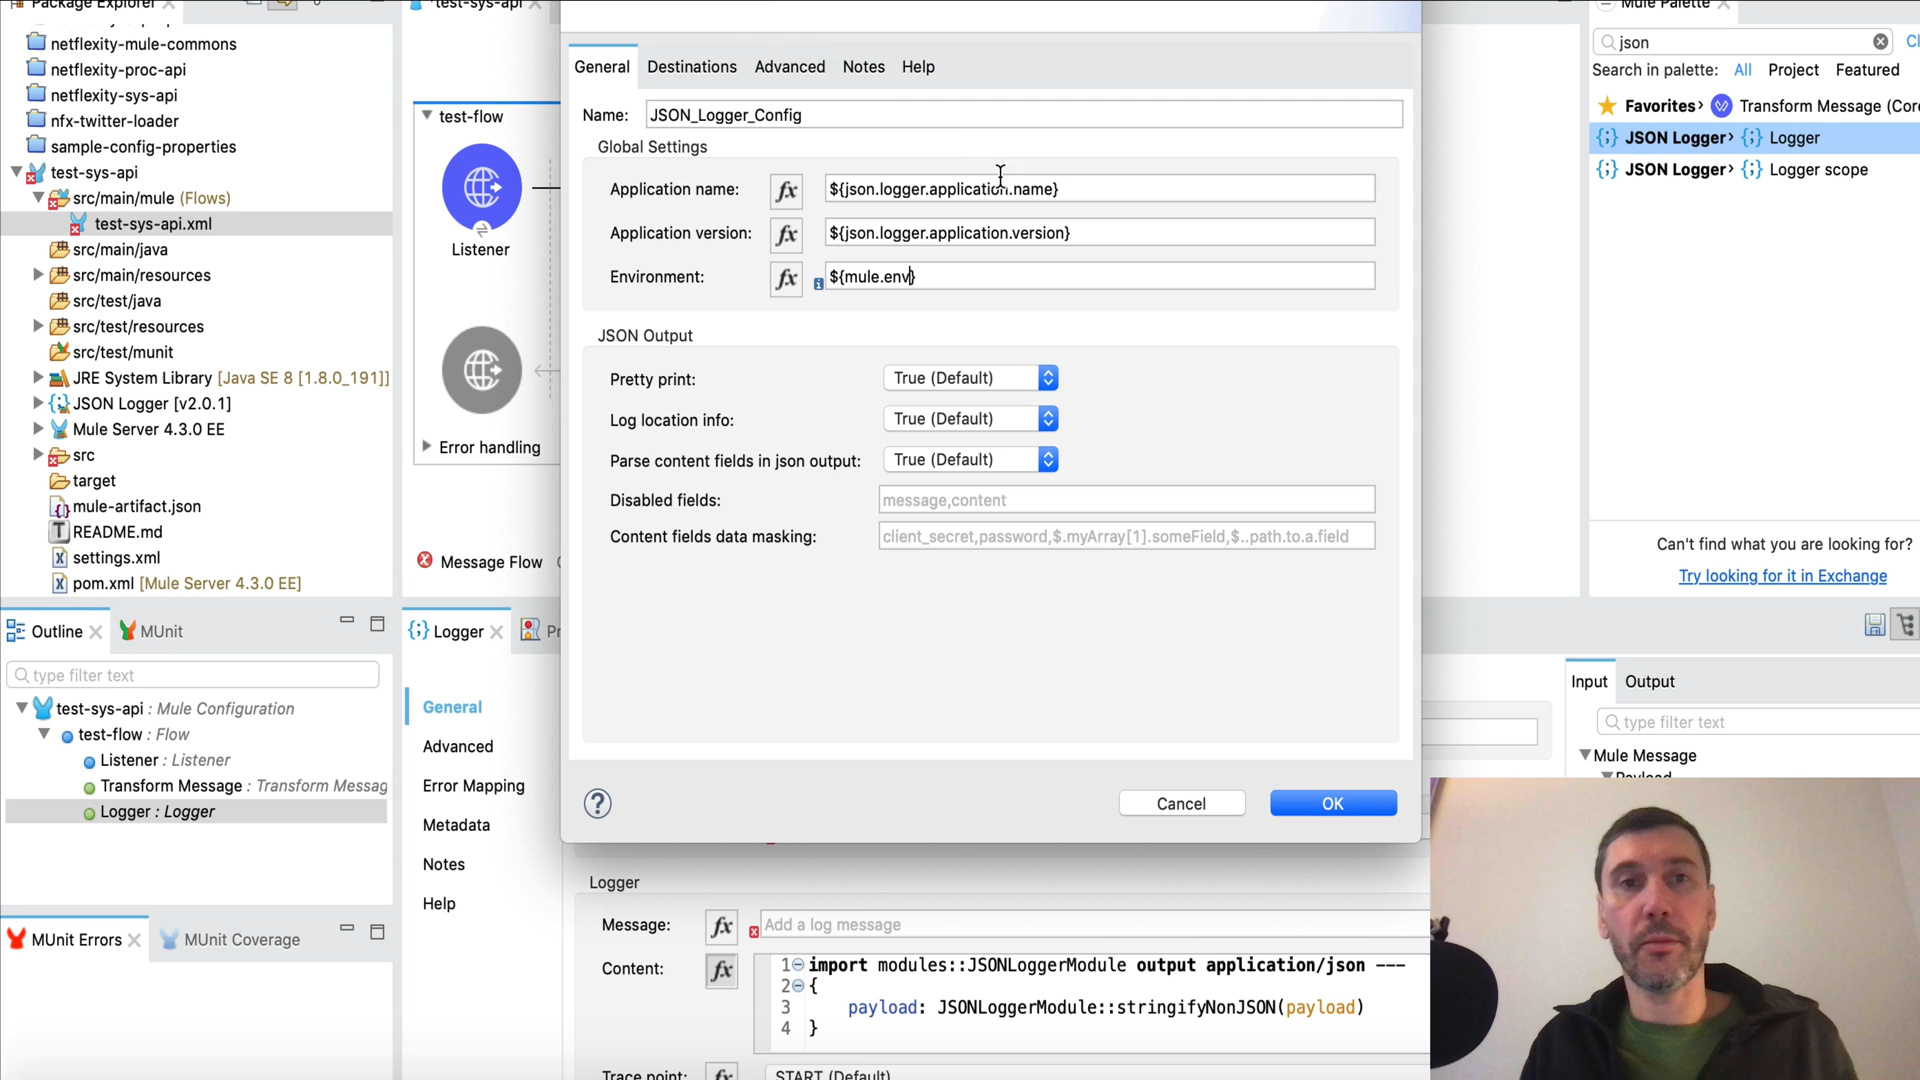 Package Explorer
netflexity-mule-commons
netflexity-proc-api
netflexity-sys-api
nfx-twitter-loader
sample-config-properties
test-sys-api
src/main/mule (Flows)
test-sys-api.xml
src/main/java
src/main/resources
src/test/java
src/test/resources
src/test/munit
JRE System Library [Java SE 8 [1.8.0_191]]
JSON Logger [v2.0.1]
Mule Server 4.3.0 EE
src
target
mule-artifact.json
README.md
settings.xml
pom.xml [Mule Server 4.3.0 EE]
Outline
MUnit
type filter text
test-sys-api : Mule Configuration
test-flow : Flow
Listener : Listener
Transform Message : Transform Messag
Logger : Logger
MUnit Errors
MUnit Coverage
*test-sys-api
test-flow
Listener
Error handling
Message Flow
Logger
Pr
General
Advanced
Error Mapping
Metadata
Notes
Help
General
Destinations
Advanced
Notes
Help
Name: JSON_Logger_Config
Global Settings
Application name: fx ${json.logger.application.name}
Application version: fx ${json.logger.application.version}
Environment: fx ${mule.env}
JSON Output
Pretty print: True (Default)
Log location info: True (Default)
Parse content fields in json output: True (Default)
Disabled fields: message,content
Content fields data masking: client_secret,password,$.myArray[1].someField,$..path.to.a.field
? Cancel OK
Logger
Message: fx Add a log message
Content: fx
1 import modules::JSONLoggerModule output application/json ---
2 {
3 payload: JSONLoggerModule::stringifyNonJSON(payload)
4 }
Trace point: fx START (Default)
Mule Palette
json
Search in palette: All Project Featured
Favorites› Transform Message (Core
JSON Logger› {;} Logger
JSON Logger› {;} Logger scope
Can't find what you are looking for?
Try looking for it in Exchange
Input
Output
type filter text
Mule Message
Payload